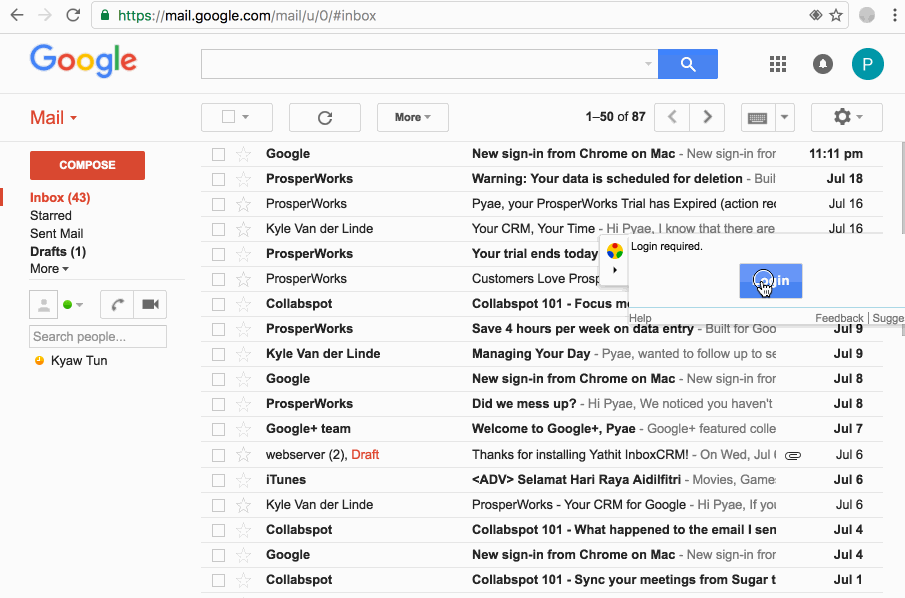 https://mail.google.com/mail/u/0/#inbox
Google
P
Mail
More
1–50 of 87
COMPOSE
Inbox (43)
Starred
Sent Mail
Drafts (1)
More
Search people...
Kyaw Tun
Google New sign-in from Chrome on Mac - New sign-in from 11:11 pm
ProsperWorks Warning: Your data is scheduled for deletion - Built Jul 18
ProsperWorks Pyae, your ProsperWorks Trial has Expired (action req Jul 16
Kyle Van der Linde Your CRM, Your Time - Hi Pyae, I know that there are Jul 16
ProsperWorks Your trial ends today
ProsperWorks Customers Love Prosp
Collabspot Collabspot 101 - Focus mo
Login required.
Login
Help Feedback | Sugge
ProsperWorks Save 4 hours per week on data entry - Built for Goo Jul 9
Kyle Van der Linde Managing Your Day - Pyae, wanted to follow up to se Jul 9
Google New sign-in from Chrome on Mac - New sign-in fror Jul 8
ProsperWorks Did we mess up? - Hi Pyae, We noticed you haven't Jul 8
Google+ team Welcome to Google+, Pyae - Google+ featured colle Jul 7
webserver (2), Draft Thanks for installing Yathit InboxCRM! - On Wed, Jul Jul 6
iTunes <ADV> Selamat Hari Raya Aidilfitri - Movies, Game Jul 6
Kyle Van der Linde ProsperWorks - Your CRM for Google - Hi Pyae, If you Jul 6
Collabspot Collabspot 101 - What happened to the email I sen Jul 4
Google New sign-in from Chrome on Mac - New sign-in fror Jul 4
Collabspot Collabspot 101 - Sync your meetings from Sugar t Jul 1